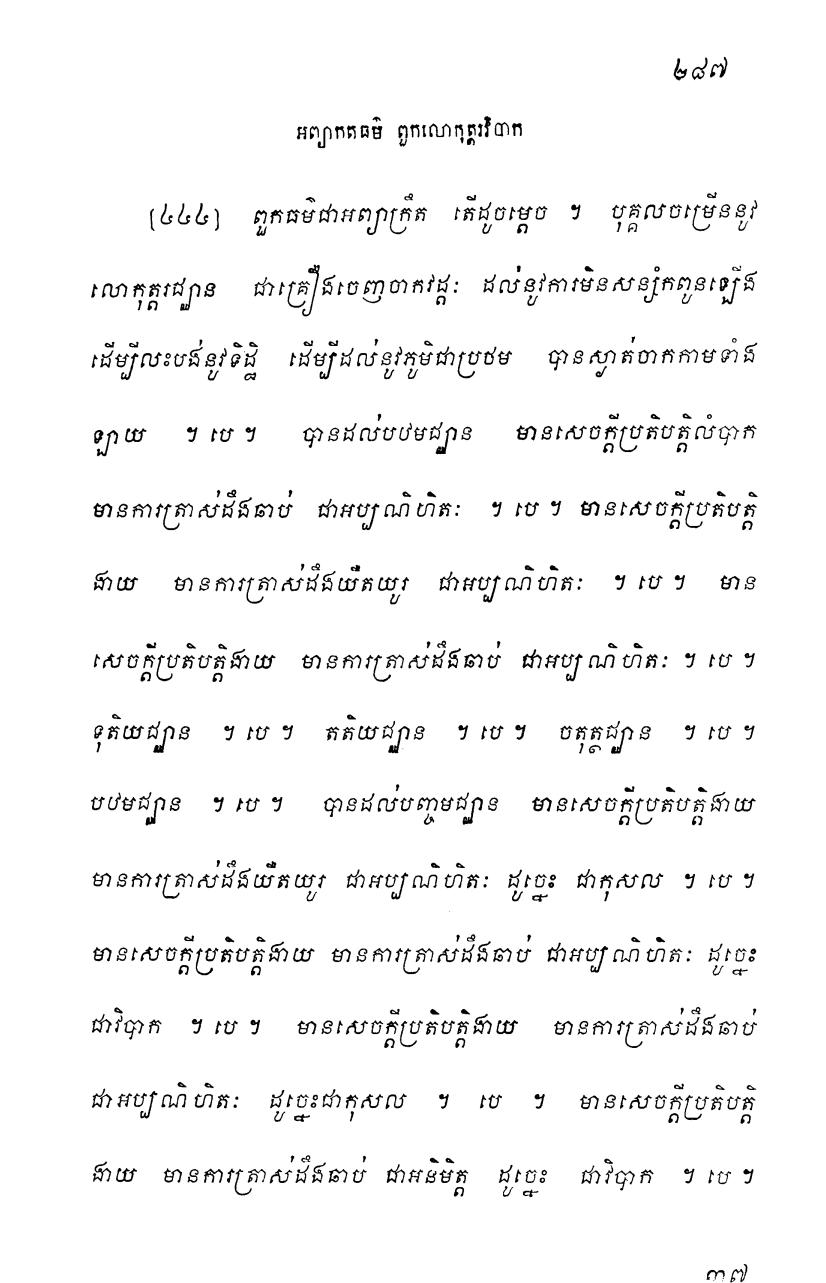 ២៨៧
អព្យាកតធម៌ ពួកលោកុត្តរវិបាក
[៤៤៤] ពួកធម៌ជាអព្យាក្រឹត តើដូចម្តេច ។ បុគ្គលចម្រើននូវ
លោកុត្តរជ្ឈាន ជាគ្រឿងចេញចាកវដ្តៈ ដល់នូវការមិនសន្សំកពូនឡើង
ដើម្បីលះបង់នូវទិដ្ឋិ ដើម្បីដល់នូវភូមិជាប្រថម បានស្ងាត់ចាកកាមទាំង
ឡាយ ។ បេ ។ បានដល់បឋមជ្ឈាន មានសេចក្តីប្រតិបត្តិលំបាក
មានការត្រាស់ដឹងឆាប់ ជាអប្បណិហិតៈ ។ បេ ។ មានសេចក្តីប្រតិបត្តិ
ងាយ មានការត្រាស់ដឹងយឺតយូរ ជាអប្បណិហិតៈ ។ បេ ។ មាន
សេចក្តីប្រតិបត្តិងាយ មានការត្រាស់ដឹងឆាប់ ជាអប្បណិហិតៈ ។ បេ ។
ទុតិយជ្ឈាន ។ បេ ។ តតិយជ្ឈាន ។ បេ ។ ចតុត្ថជ្ឈាន ។ បេ ។
បឋមជ្ឈាន ។ បេ ។ បានដល់បញ្ចមជ្ឈាន មានសេចក្តីប្រតិបត្តិងាយ
មានការត្រាស់ដឹងយឺតយូរ ជាអប្បណិហិតៈ ដូច្នេះ ជាកុសល ។ បេ ។
មានសេចក្តីប្រតិបត្តិងាយ មានការត្រាស់ដឹងឆាប់ ជាអប្បណិហិតៈ ដូច្នេះ
ជាវិបាក ។ បេ ។ មានសេចក្តីប្រតិបត្តិងាយ មានការត្រាស់ដឹងឆាប់
ជាអប្បណិហិតៈ ដូច្នេះជាកុសល ។ បេ ។ មានសេចក្តីប្រតិបត្តិ
ងាយ មានការត្រាស់ដឹងឆាប់ ជាអនិមិត្ត ដូច្នេះ ជាវិបាក ។ បេ ។
៣៧